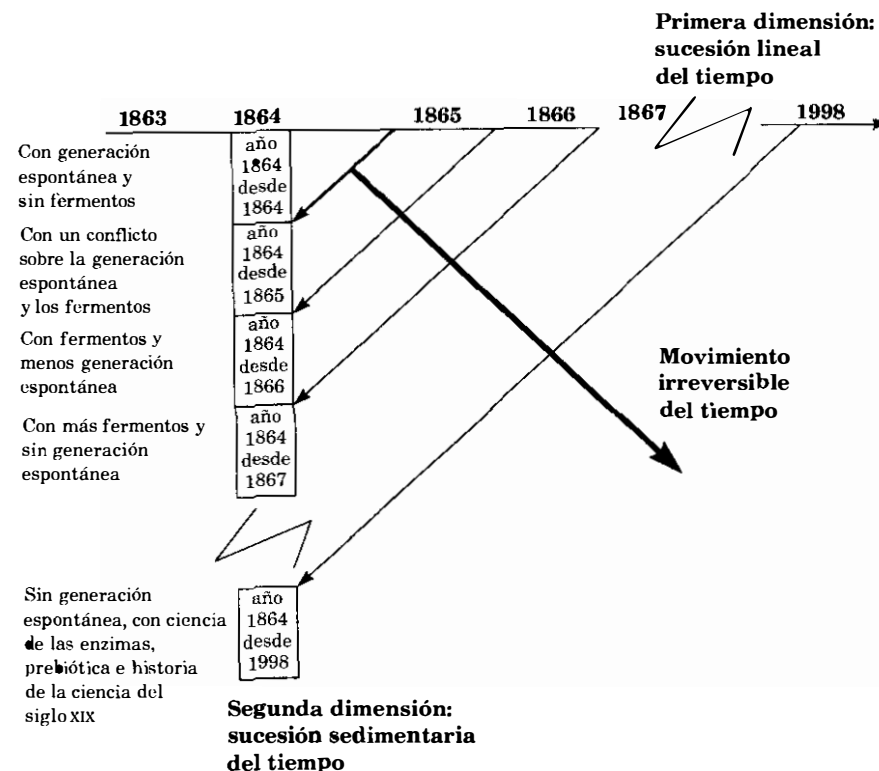 Primera dimensión:
sucesión lineal
del tiempo
1863
1864
1865
1866
1867
1998
Con generación
espontánea y
sin fermentos
año
1864
desde
1864
Con un conflicto
sobre la generación
espontánea
y los fermentos
año
1864
desde
1865
Con fermentos y
menos generación
espontánea
año
1864
desde
1866
Con más fermentos y
sin generación
espontánea
año
1864
desde
1867
Movimiento
irreversible
del tiempo
Sin generación
espontánea, con ciencia
de las enzimas,
prebiótica e historia
de la ciencia del
siglo XIX
año
1864
desde
1998
Segunda dimensión:
sucesión sedimentaria
del tiempo